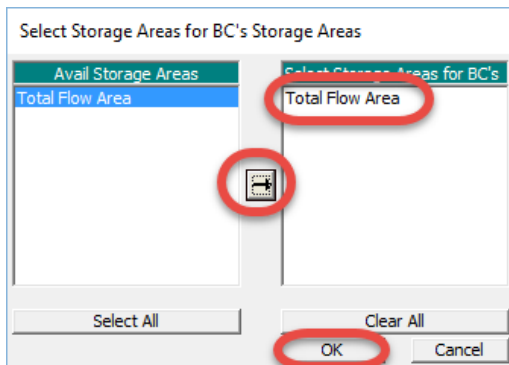 Select Storage Areas for BC's Storage Areas
Avail Storage Areas
Select Storage Areas for BC's
Total Flow Area
Total Flow Area
Select All
Clear All
OK
Cancel